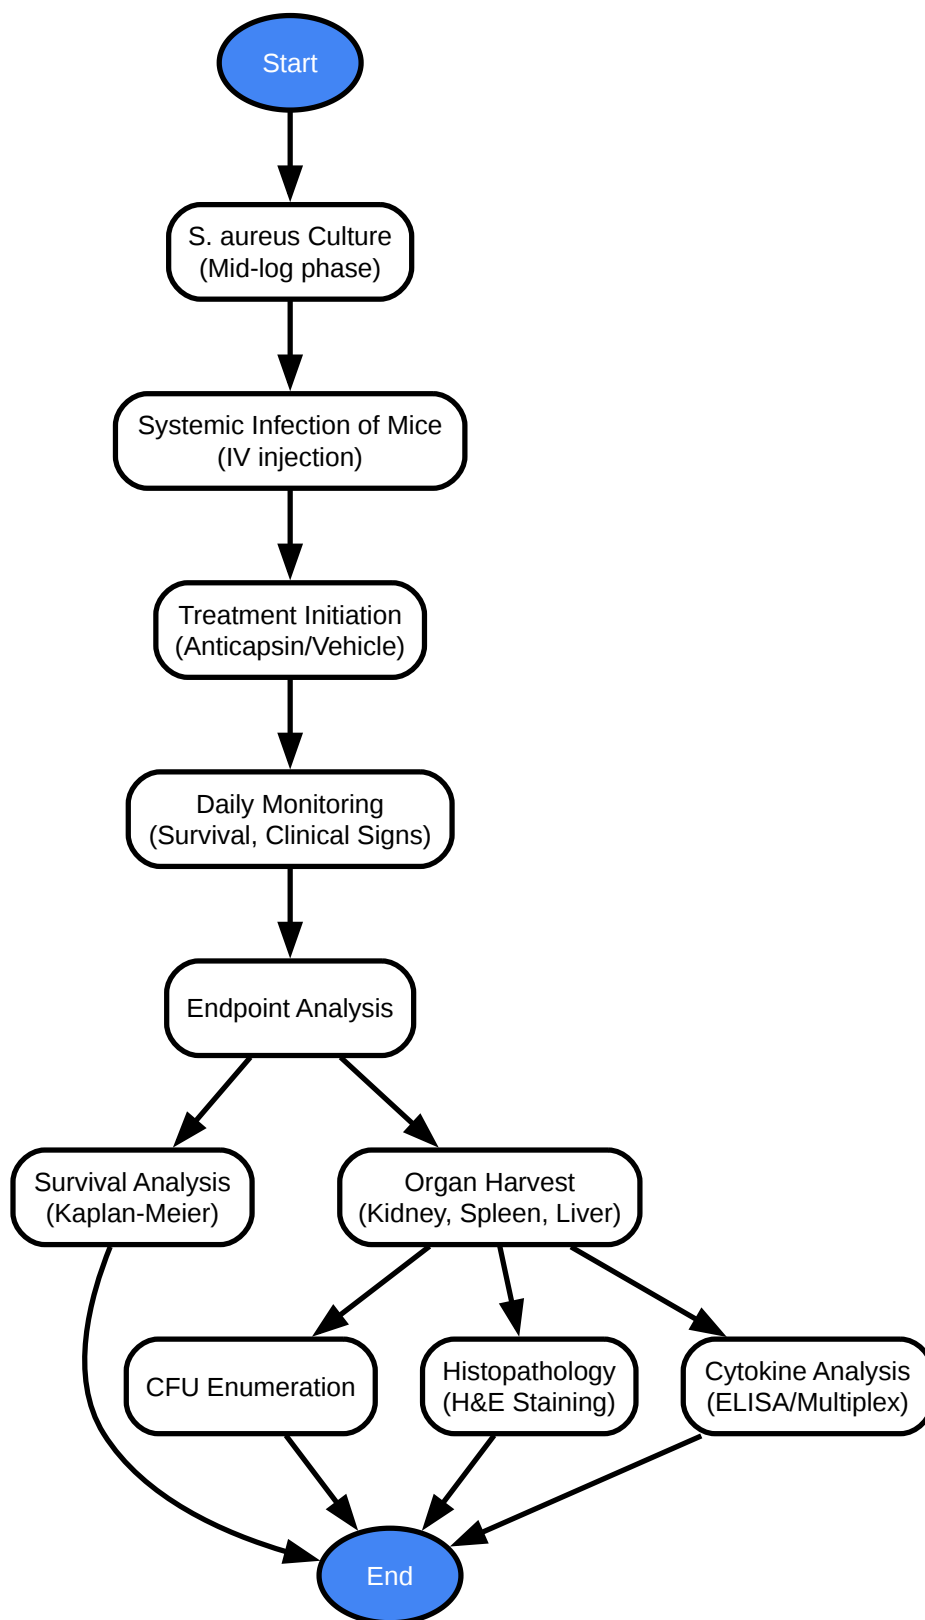 Start
S. aureus Culture
(Mid-log phase)
Systemic Infection of Mice
(IV injection)
Treatment Initiation
(Anticapsin/Vehicle)
Daily Monitoring
(Survival, Clinical Signs)
Endpoint Analysis
Survival Analysis
(Kaplan-Meier)
Organ Harvest
(Kidney, Spleen, Liver)
CFU Enumeration
Histopathology
(H&E Staining)
Cytokine Analysis
(ELISA/Multiplex)
End